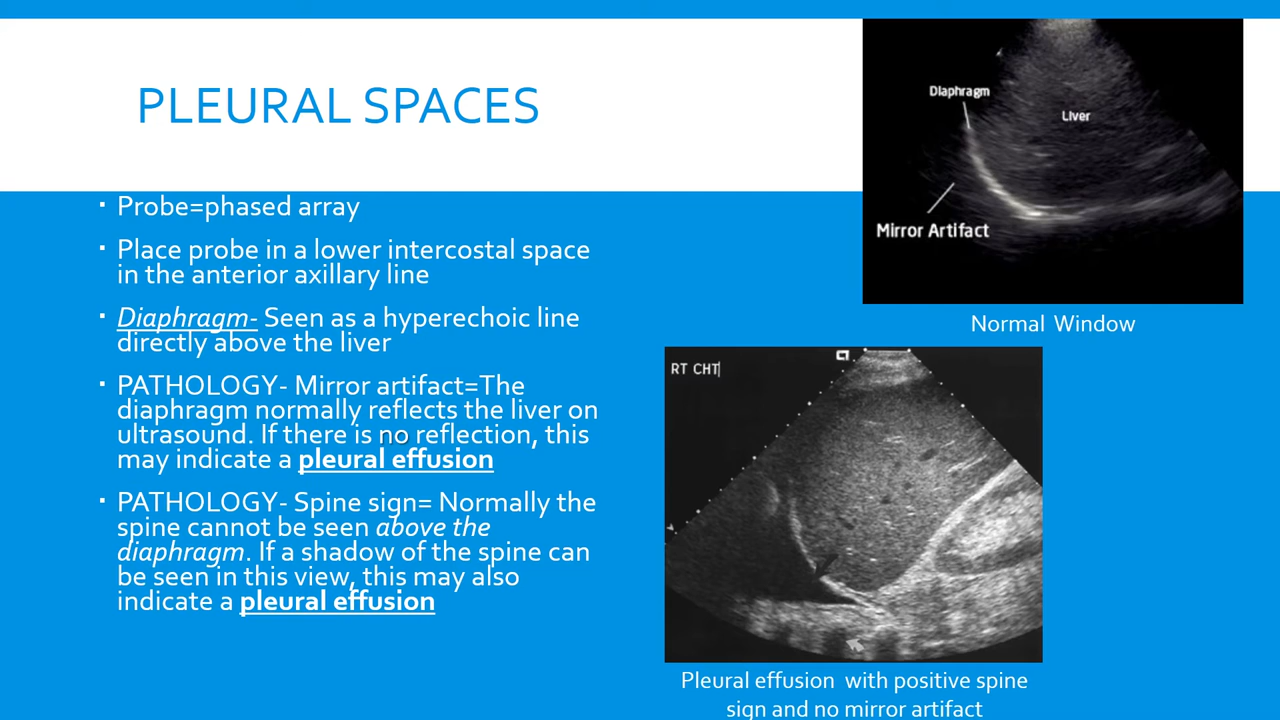 PLEURAL SPACES
Probe=phased array
Place probe in a lower intercostal space
in the anterior axillary line
Diaphragm- Seen as a hyperechoic line
directly above the liver
PATHOLOGY- Mirror artifact=The
diaphragm normally reflects the liver on
ultrasound. If there is no reflection, this
may indicate a pleural effusion
PATHOLOGY- Spine sign= Normally the
spine cannot be seen above the
diaphragm. If a shadow of the spine can
be seen in this view, this may also
indicate a pleural effusion
Diaphragm
Liver
Mirror Artifact
Normal Window
RT CHT
Pleural effusion with positive spine
sign and no mirror artifact